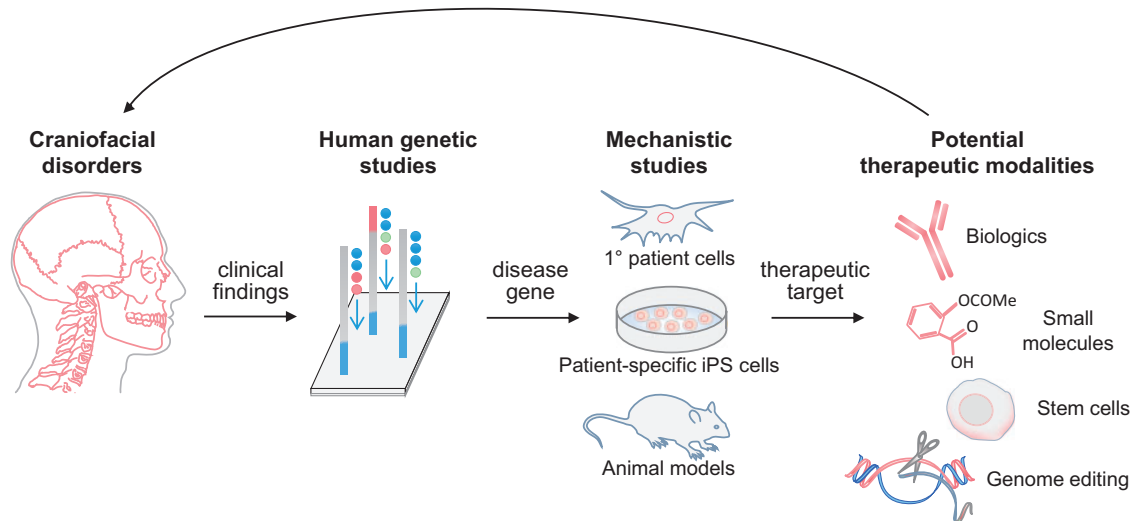 Craniofacial
disorders
clinical
findings
Human genetic
studies
disease
gene
Mechanistic
studies
1° patient cells
Patient-specific iPS cells
Animal models
therapeutic
target
Potential
therapeutic modalities
Biologics
OCOMe
O
OH
Small
molecules
Stem cells
Genome editing